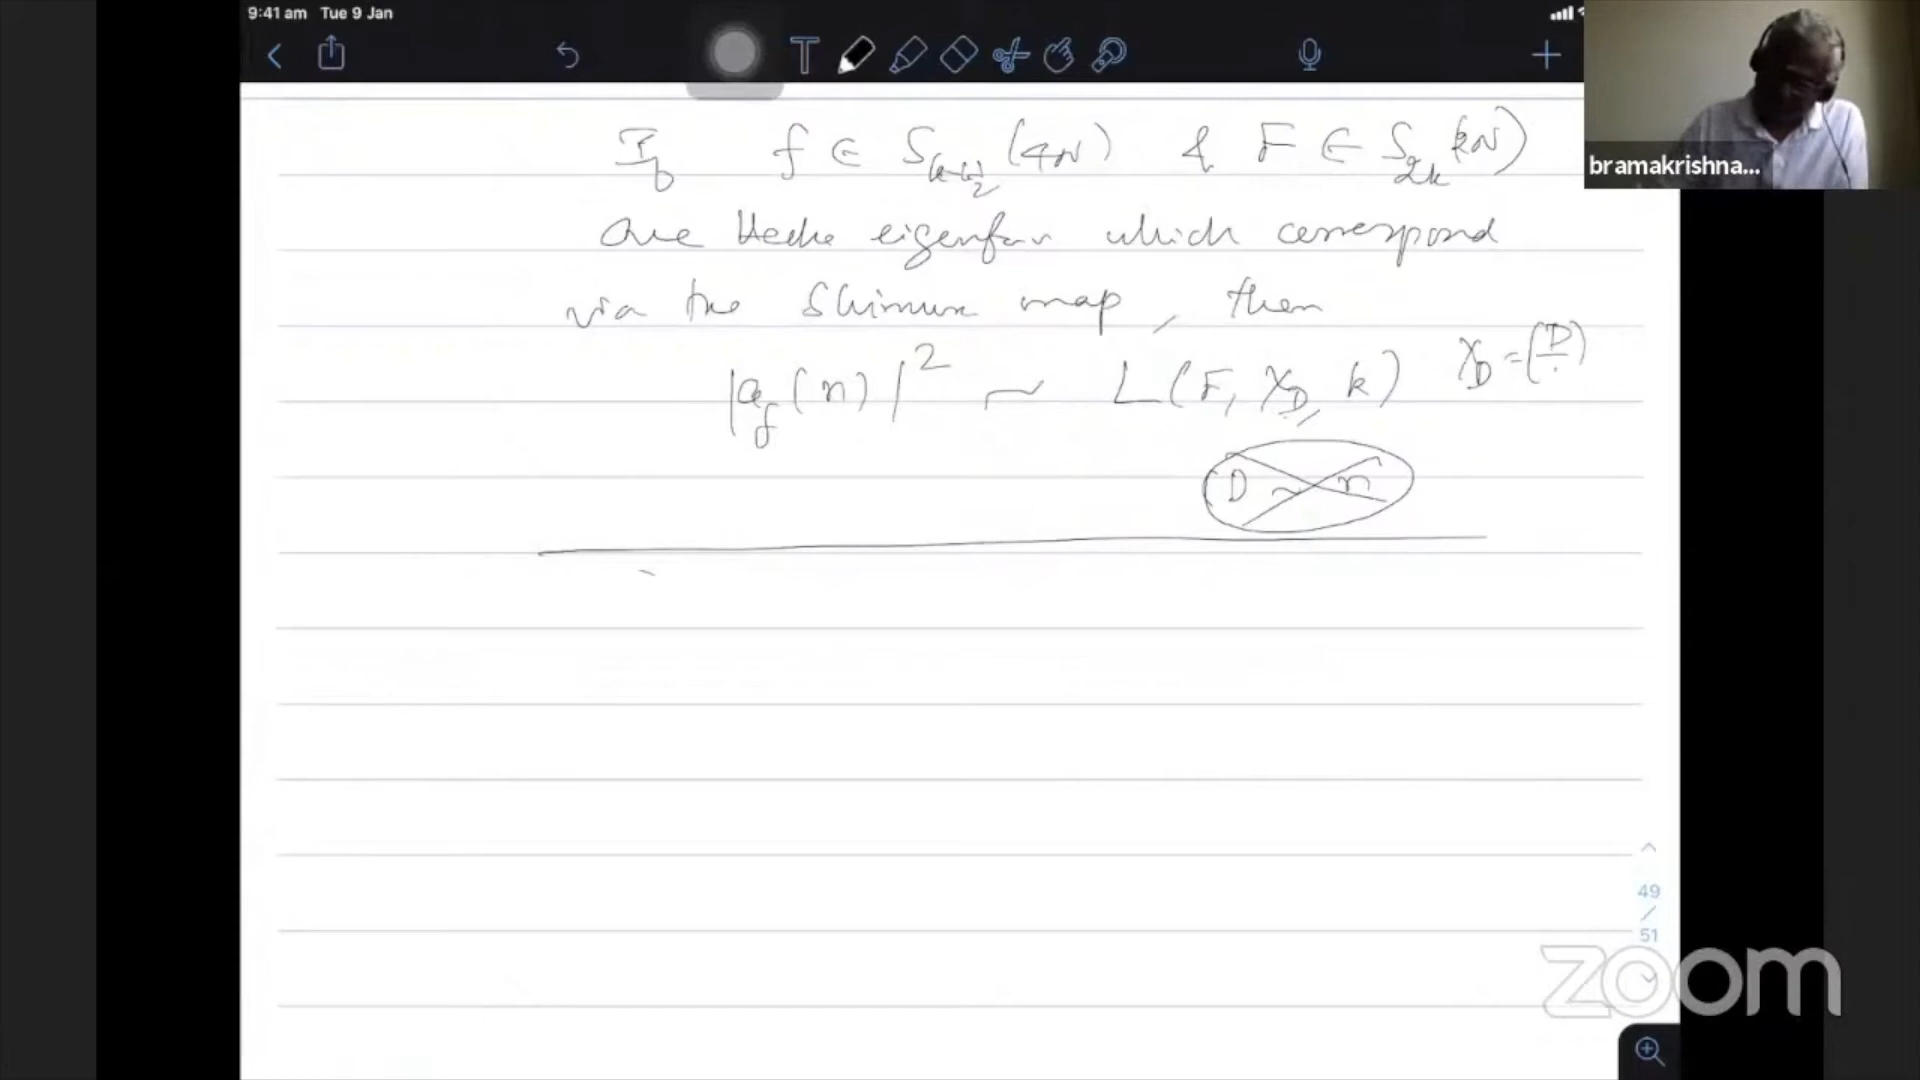 9:41 am Tue 9 Jan
bramakrishna...
If f ∈ S_{k+1/2}(4N) & F ∈ S_{2k}(N)
are Hecke eigenfn which correspond
via the Shimura map, then
|a_f(n)|^2 ~ L(F, χ_D, k) χ_D = (D/·)
D ~ n
49
/
51
zoom